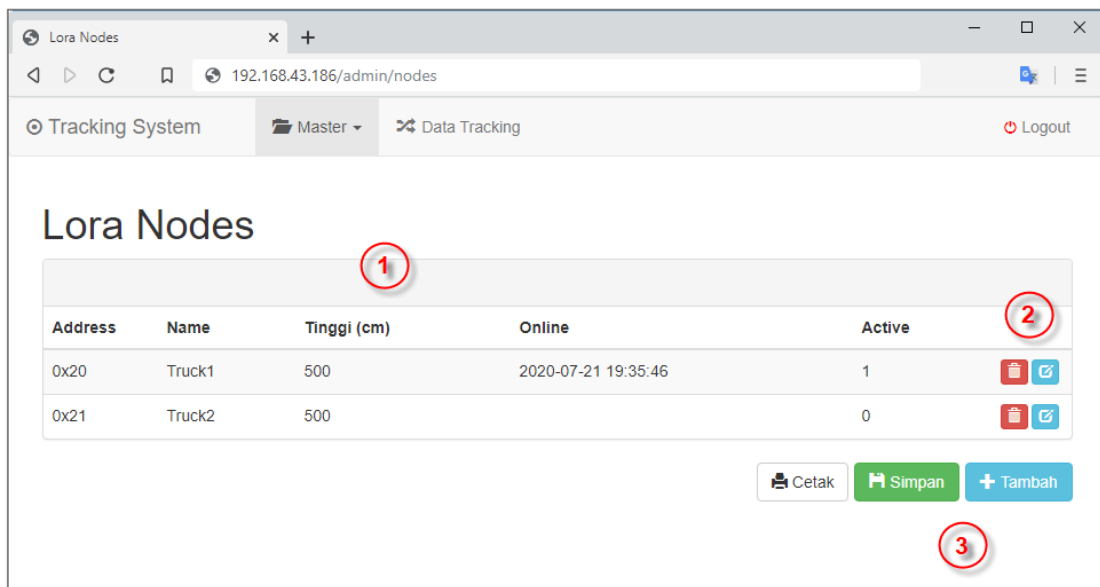 Lora Nodes
192.168.43.186/admin/nodes
Tracking System Master Data Tracking Logout
Lora Nodes
1
Address Name Tinggi (cm) Online Active 2
0x20 Truck1 500 2020-07-21 19:35:46 1
0x21 Truck2 500 0
Cetak Simpan Tambah
3